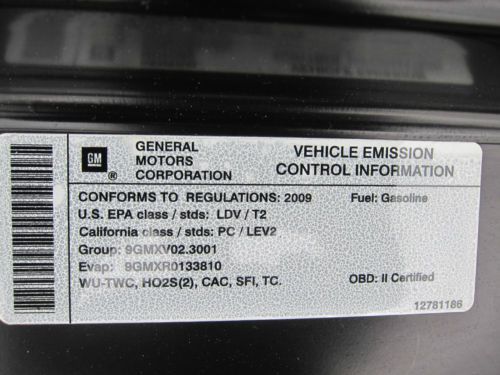 GM
®
GENERAL
MOTORS
CORPORATION
VEHICLE EMISSION
CONTROL INFORMATION
CONFORMS TO REGULATIONS: 2009 Fuel: Gasoline
U.S. EPA class / stds: LDV / T2
California class / stds: PC / LEV2
Group: 9GMXV02.3001
Evap: 9GMXR0133810
WU-TWC, HO2S(2), CAC, SFI, TC. OBD: II Certified
12781186